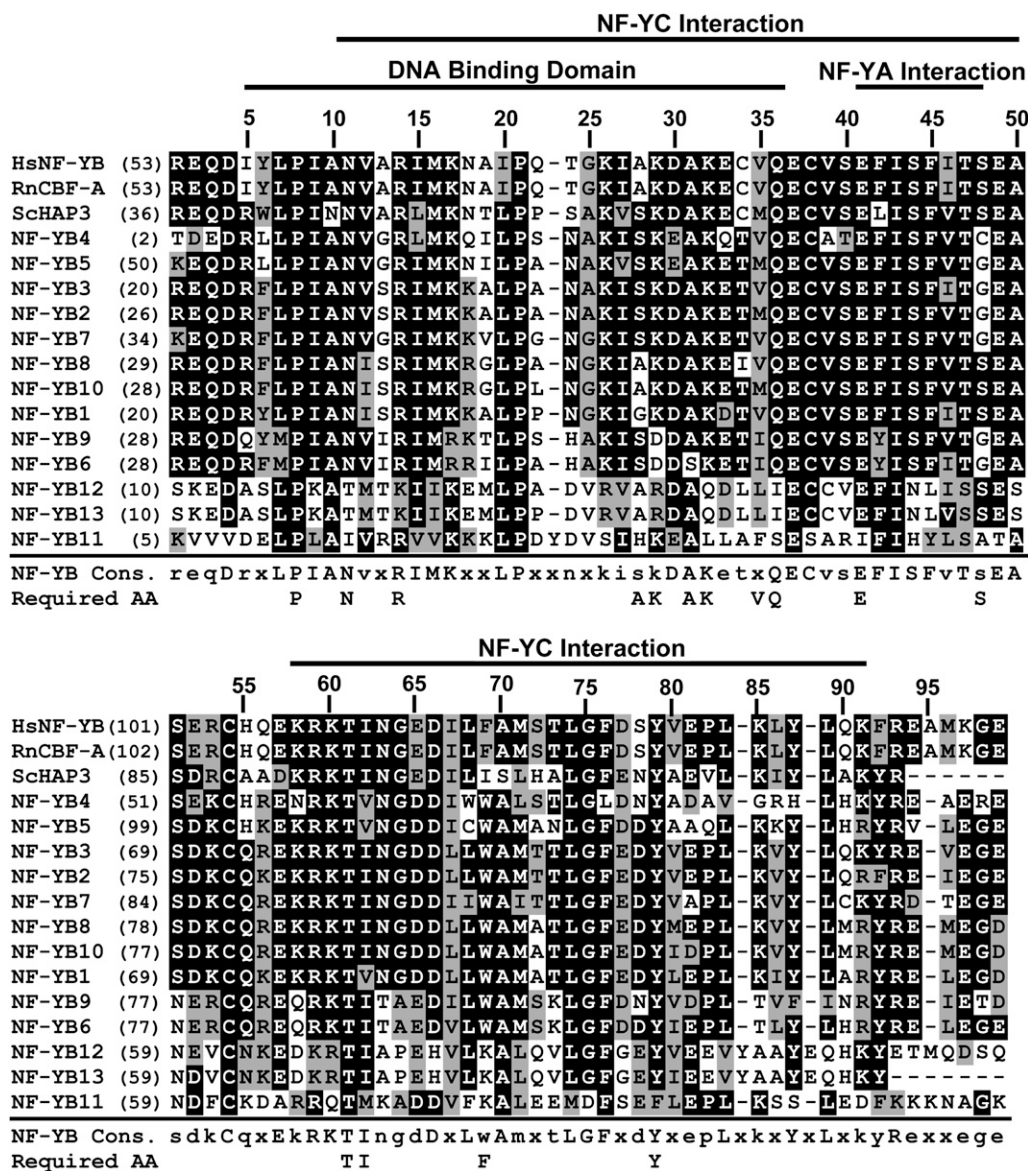 NF-YC Interaction
DNA Binding Domain NF-YA Interaction
5 10 15 20 25 30 35 40 45 50
HsNF-YB (53) REQDIYLPIANVARIMKNAIPQ-TGKIAKDAKECVQECVSEFISFITSEA
RnCBF-A (53) REQDIYLPIANVARIMKNAIPQ-TGKIAKDAKECVQECVSEFISFITSEA
ScHAP3 (36) REQDRWLPINNVARLMKNTLPP-SAKVSKDAKECMQECVSELISFVTSEA
NF-YB4 (2) TDEDRLLPIANVGRLMKQILPS-NAKISKEAKQTVQECATEFISFVTCEA
NF-YB5 (50) KEQDRLLPIANVGRIMKNILPA-NAKVSKEAKETMQECVSEFISFVTGEA
NF-YB3 (20) REQDRFLPIANVSRIMKKALPA-NAKISKDAKETVQECVSEFISFITGEA
NF-YB2 (26) REQDRFLPIANVSRIMKKALPA-NAKISKDAKETMQECVSEFISFVTGEA
NF-YB7 (34) KEQDRFLPIANVGRIMKKVLPG-NGKISKDAKETVQECVSEFISFVTGEA
NF-YB8 (29) REQDRFLPIANISRIMKRGLPA-NGKIAKDAKEIVQECVSEFISFVTSEA
NF-YB10 (28) REQDRFLPIANISRIMKRGLPL-NGKIAKDAKETMQECVSEFISFVTSEA
NF-YB1 (20) REQDRYLPIANISRIMKKALPP-NGKIGKDAKDTVQECVSEFISFITSEA
NF-YB9 (28) REQDQYMPIANVIRIMRKTLPS-HAKISDDAKETIQECVSEYISFVTGEA
NF-YB6 (28) REQDRFMPIANVIRIMRRILPA-HAKISDDSKETIQECVSEYISFITGEA
NF-YB12 (10) SKEDASLPKATMTKIIKEMLPA-DVRVARDAQDLLIECCVEFINLISSES
NF-YB13 (10) SKEDASLPKATMTKIIKEMLPP-DVRVARDAQDLLIECCVEFINLVSSES
NF-YB11 (5) KVVVDELPLAIVRRVVKKKLPDYDVSIHKEALLAFSESARIFIHYLSATA
NF-YB Cons. reqDrxLPIANvxRIMKxxLPxxnxkiskDAKetxQECvsEFISFvTsEA
Required AA P N R AK AK VQ E S
NF-YC Interaction
55 60 65 70 75 80 85 90 95
HsNF-YB (101) SERCHQEKRKTINGEDILFAMSTLGFDSYVEPL-KLY-LQKFREAMKGE
RnCBF-A (102) SERCHQEKRKTINGEDILFAMSTLGFDSYVEPL-KLY-LQKFREAMKGE
ScHAP3 (85) SDRCAADKRKTINGEDILISLHALGFENYAEVL-KIY-LAKYR------
NF-YB4 (51) SEKCHRENRKTVNGDDIWWALSTLGLDNYADAV-GRH-LHKYRE-AERE
NF-YB5 (99) SDKCHKEKRKTVNGDDICWAMANLGFDDYAAQL-KKY-LHRYRV-LEGE
NF-YB3 (69) SDKCQREKRKTINGDDLLWAMTTLGFEDYVEPL-KVY-LQKYRE-VEGE
NF-YB2 (75) SDKCQKEKRKTINGDDLLWAMTTLGFEDYVEPL-KVY-LQRFRE-IEGE
NF-YB7 (84) SDKCQREKRKTINGDDIIWAITTLGFEDYVAPL-KVY-LCKYRD-TEGE
NF-YB8 (78) SDKCQREKRKTINGDDLLWAMATLGFEDYMEPL-KVY-LMRYRE-MEGD
NF-YB10 (77) SDKCQREKRKTINGDDLLWAMATLGFEDYIDPL-KVY-LMRYRE-MEGD
NF-YB1 (69) SDKCQKEKRKTVNGDDLLWAMATLGFEDYLEPL-KIY-LARYRE-LEGD
NF-YB9 (77) NERCQREQRKTITAEDILWAMSKLGFDNYVDPL-TVF-INRYRE-IETD
NF-YB6 (77) NERCQREQRKTITAEDVLWAMSKLGFDDYIEPL-TLY-LHRYRE-LEGE
NF-YB12 (59) NEVCNKEDKRTIAPEHVLKALQVLGFGEYVEEVYAAYEQHKYETMQDSQ
NF-YB13 (59) NDVCNKEDKRTIAPEHVLKALQVLGFGEYIEEVYAAYEQHKY-------
NF-YB11 (59) NDFCKDARRQTMKADDVFKALEEMDFSEFLEPL-KSS-LEDFKKKNAGK
NF-YB Cons. sdkCqxEkRKTIngdDxLwAmxtLGFxdYxepLxkxYxLxkyRexxege
Required AA TI F Y